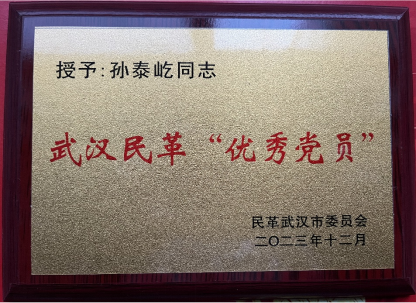 授予:孙泰屹同志
武汉民革“优秀党员”
民革武汉市委员会
二〇二三年十二月